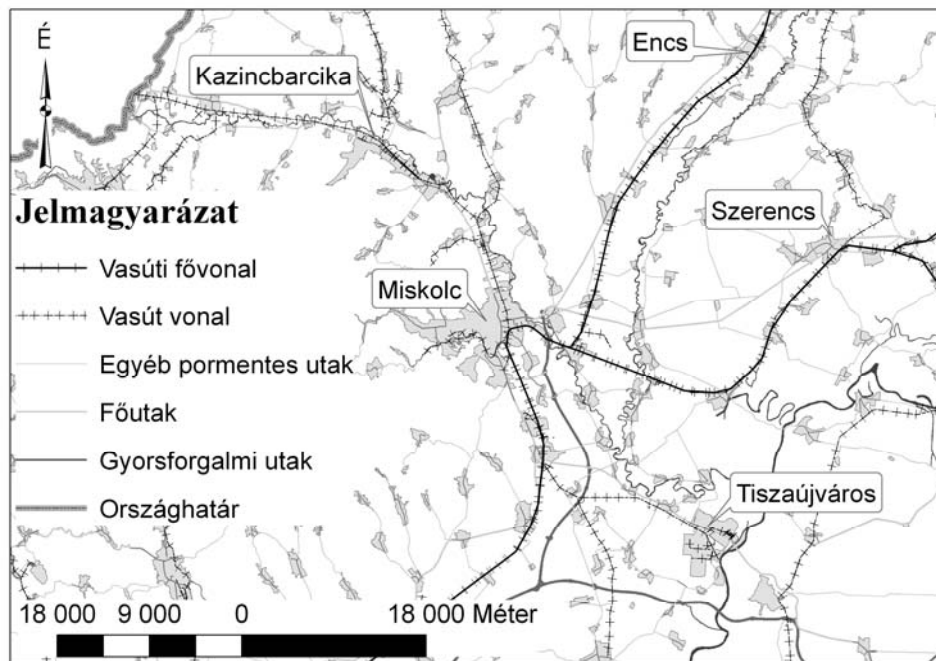 É
Encs
Kazincbarcika
Szerencs
Miskolc
Tiszaújváros
Jelmagyarázat
Vasúti fővonal
Vasút vonal
Egyéb pormentes utak
Főutak
Gyorsforgalmi utak
Országhatár
18 000 9 000 0 18 000 Méter